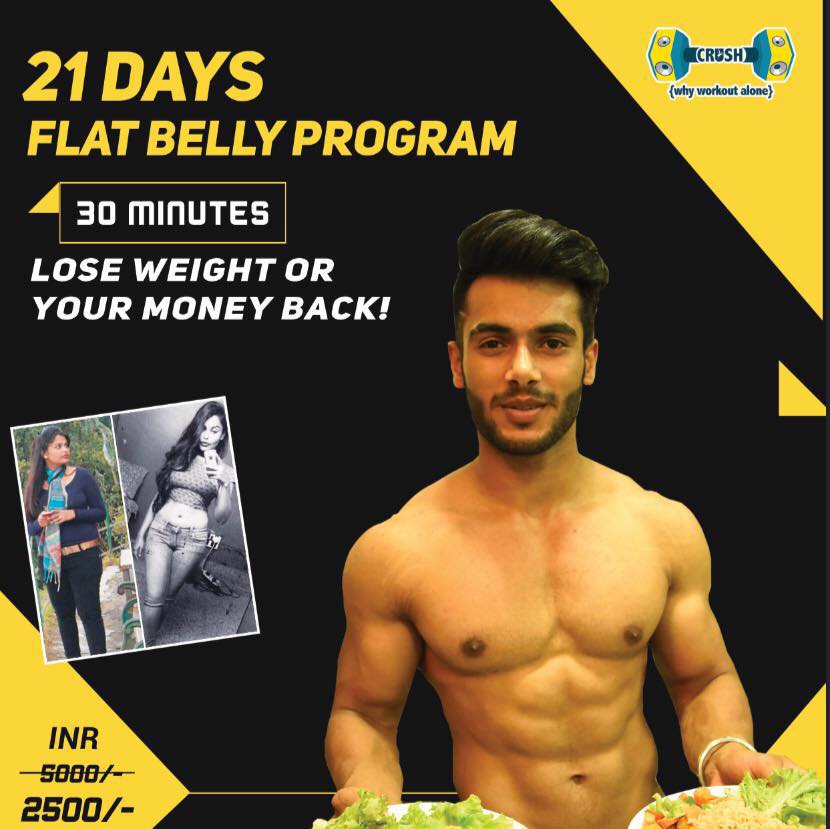 21 DAYS
FLAT BELLY PROGRAM
30 MINUTES
LOSE WEIGHT OR
YOUR MONEY BACK!
CRUSH
{why workout alone}
INR
5000/-
2500/-